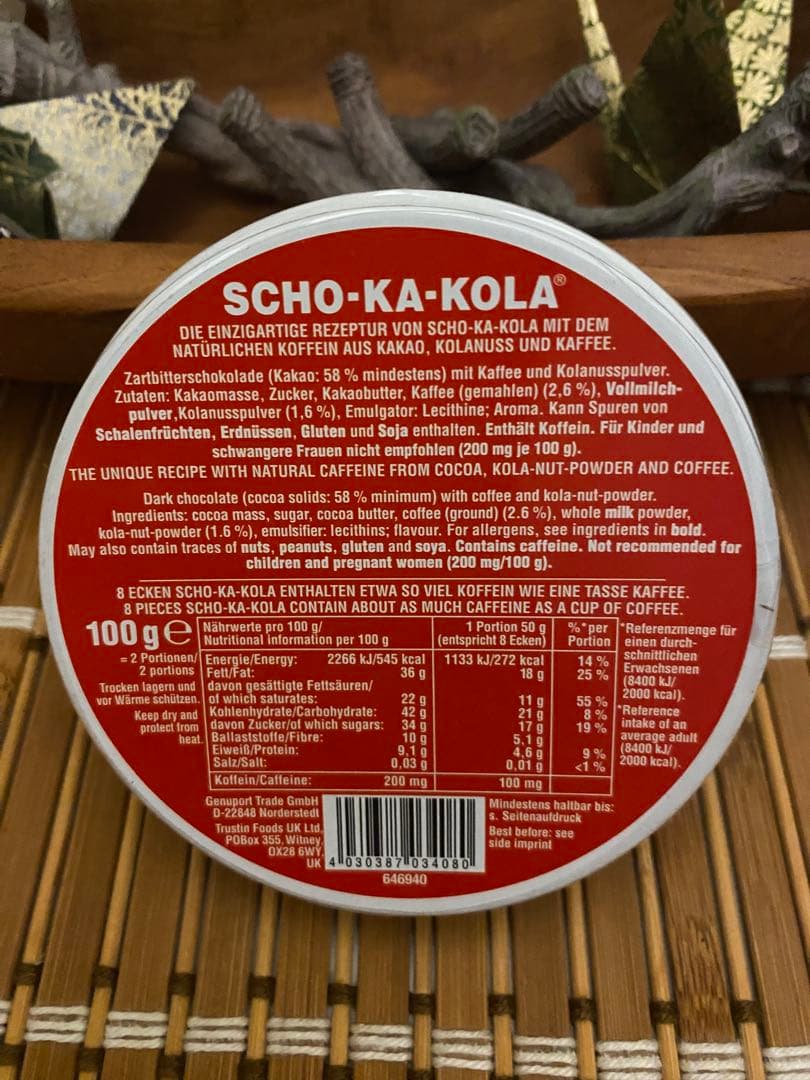 SCHO-KA-KOLA®
DIE EINZIGARTIGE REZEPTUR VON SCHO-KA-KOLA MIT DEM
NATÜRLICHEN KOFFEIN AUS KAKAO, KOLANUSS UND KAFFEE.
Zartbitterschokolade (Kakao: 58 % mindestens) mit Kaffee und Kolanusspulver.
Zutaten: Kakaomasse, Zucker, Kakaobutter, Kaffee (gemahlen) (2,6 %), Vollmilch-
pulver,Kolanusspulver (1,6 %), Emulgator: Lecithine; Aroma. Kann Spuren von
Schalenfrüchten, Erdnüssen, Gluten und Soja enthalten. Enthält Koffein. Für Kinder und
schwangere Frauen nicht empfohlen (200 mg je 100 g).
THE UNIQUE RECIPE WITH NATURAL CAFFEINE FROM COCOA, KOLA-NUT-POWDER AND COFFEE.
Dark chocolate (cocoa solids: 58 % minimum) with coffee and kola-nut-powder.
Ingredients: cocoa mass, sugar, cocoa butter, coffee (ground) (2.6 %), whole milk powder,
kola-nut-powder (1.6 %), emulsifier: lecithins; flavour. For allergens, see ingredients in bold.
May also contain traces of nuts, peanuts, gluten and soya. Contains caffeine. Not recommended for
children and pregnant women (200 mg/100 g).
8 ECKEN SCHO-KA-KOLA ENTHALTEN ETWA SO VIEL KOFFEIN WIE EINE TASSE KAFFEE.
8 PIECES SCHO-KA-KOLA CONTAIN ABOUT AS MUCH CAFFEINE AS A CUP OF COFFEE.
100 g e
= 2 Portionen/
2 portions
Trocken lagern und
vor Wärme schützen.
Keep dry and
protect from
heat.
Nährwerte pro 100 g/
Nutritional information per 100 g
1 Portion 50 g
(entspricht 8 Ecken)
%*per
Portion
Energie/Energy: 2266 kJ/545 kcal 1133 kJ/272 kcal 14 %
Fett/Fat: 36 g 18 g 25 %
davon gesättigte Fettsäuren/
of which saturates: 22 g 11 g 55 %
Kohlenhydrate/Carbohydrate: 42 g 21 g 8 %
davon Zucker/of which sugars: 34 g 17 g 19 %
Ballaststoffe/Fibre: 10 g 5,1 g
Eiweiß/Protein: 9,1 g 4,6 g 9 %
Salz/Salt: 0,03 g 0,01 g <1 %
Koffein/Caffeine: 200 mg 100 mg
*Referenzmenge für
einen durch-
schnittlichen
Erwachsenen
(8400 kJ/
2000 kcal).
*Reference
intake of an
average adult
(8400 kJ/
2000 kcal).
Genuport Trade GmbH
D-22848 Norderstedt
Trustin Foods UK Ltd,
POBox 355, Witney,
OX28 6WY,
UK
4 030387 034080
646940
Mindestens haltbar bis:
s. Seitenaufdruck
Best before: see
side imprint